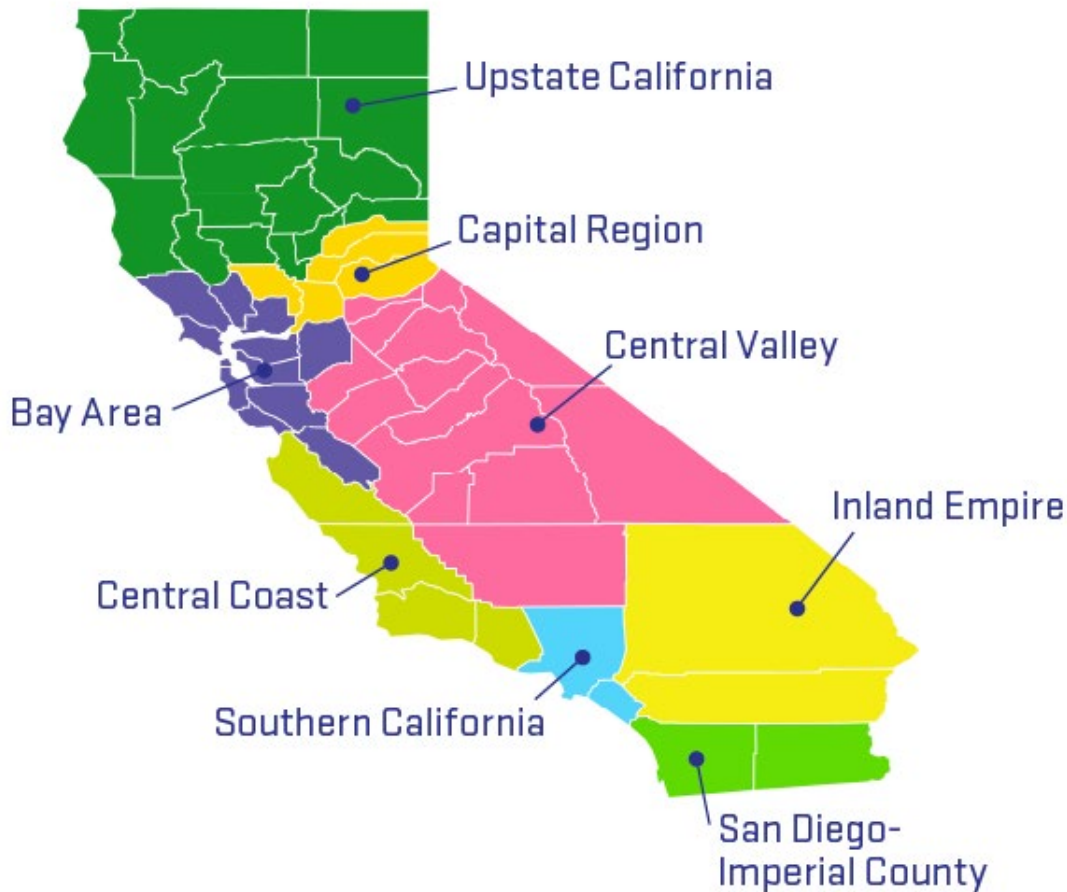 Upstate California
Capital Region
Central Valley
Bay Area
Inland Empire
Central Coast
Southern California
San Diego-
Imperial County